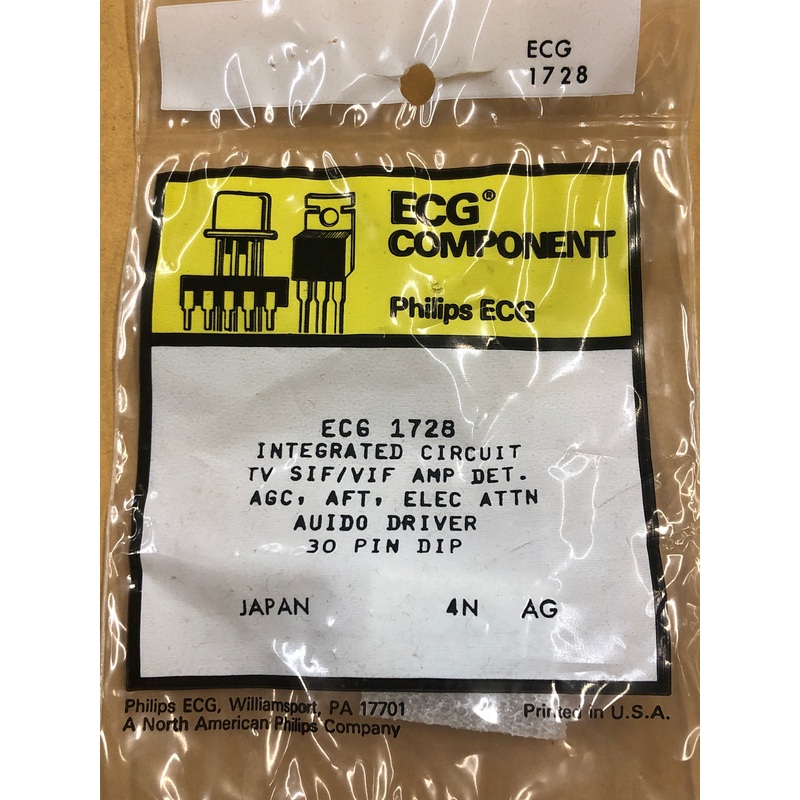 ECG
1728
ECG®
COMPONENT
Philips ECG
ECG 1728
INTEGRATED CIRCUIT
TV SIF/VIF AMP DET.
AGC, AFT, ELEC ATTN
AUIDO DRIVER
30 PIN DIP
JAPAN 4N AG
Philips ECG, Williamsport, PA 17701 Printed in U.S.A.
A North American Philips Company